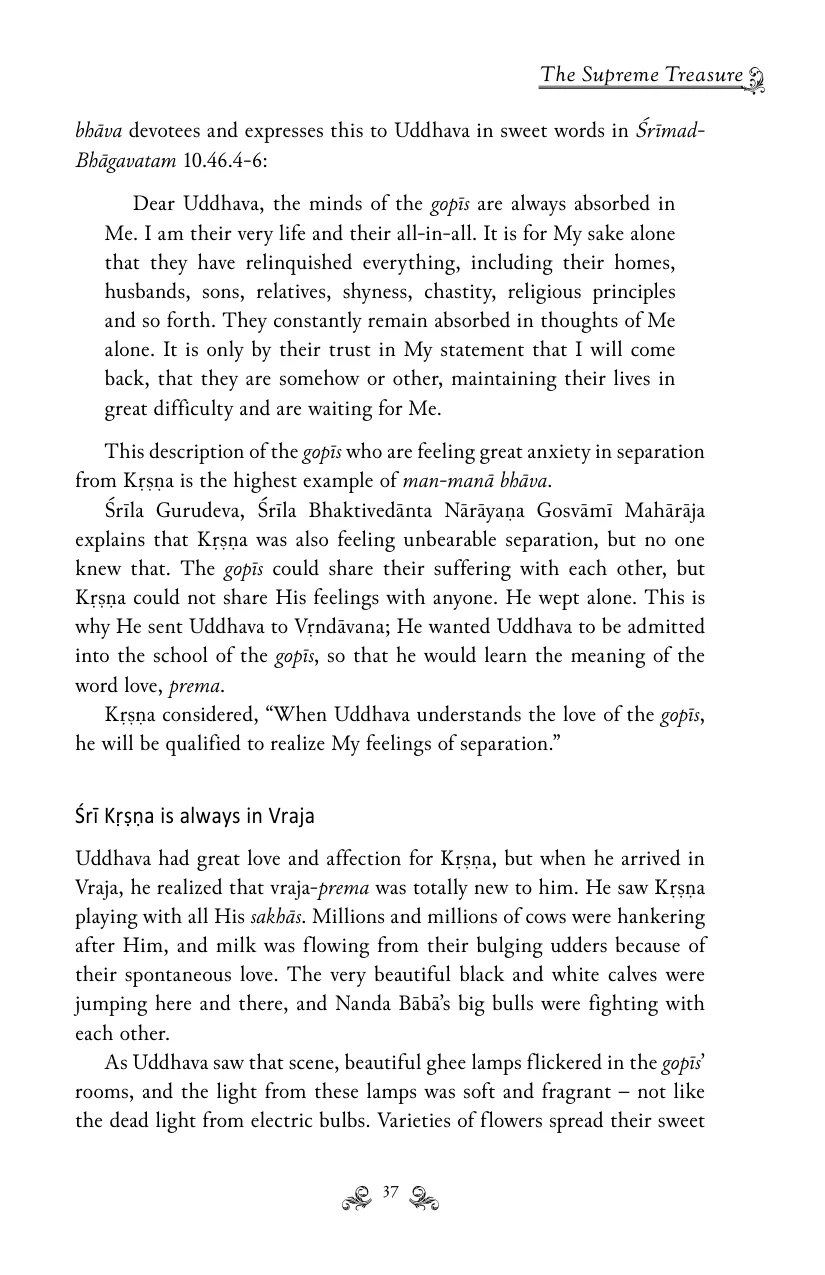 The Supreme Treasure
bhāva devotees and expresses this to Uddhava in sweet words in Śrīmad-
Bhāgavatam 10.46.4-6:
Dear Uddhava, the minds of the gopīs are always absorbed in
Me. I am their very life and their all-in-all. It is for My sake alone
that they have relinquished everything, including their homes,
husbands, sons, relatives, shyness, chastity, religious principles
and so forth. They constantly remain absorbed in thoughts of Me
alone. It is only by their trust in My statement that I will come
back, that they are somehow or other, maintaining their lives in
great difficulty and are waiting for Me.
This description of the gopīs who are feeling great anxiety in separation
from Kṛṣṇa is the highest example of man-manā bhāva.
Śrīla Gurudeva, Śrīla Bhaktivedānta Nārāyaṇa Gosvāmī Mahārāja
explains that Kṛṣṇa was also feeling unbearable separation, but no one
knew that. The gopīs could share their suffering with each other, but
Kṛṣṇa could not share His feelings with anyone. He wept alone. This is
why He sent Uddhava to Vṛndāvana; He wanted Uddhava to be admitted
into the school of the gopīs, so that he would learn the meaning of the
word love, prema.
Kṛṣṇa considered, “When Uddhava understands the love of the gopīs,
he will be qualified to realize My feelings of separation.”
Śrī Kṛṣṇa is always in Vraja
Uddhava had great love and affection for Kṛṣṇa, but when he arrived in
Vraja, he realized that vraja-prema was totally new to him. He saw Kṛṣṇa
playing with all His sakhās. Millions and millions of cows were hankering
after Him, and milk was flowing from their bulging udders because of
their spontaneous love. The very beautiful black and white calves were
jumping here and there, and Nanda Bābā’s big bulls were fighting with
each other.
As Uddhava saw that scene, beautiful ghee lamps flickered in the gopīs’
rooms, and the light from these lamps was soft and fragrant – not like
the dead light from electric bulbs. Varieties of flowers spread their sweet
37